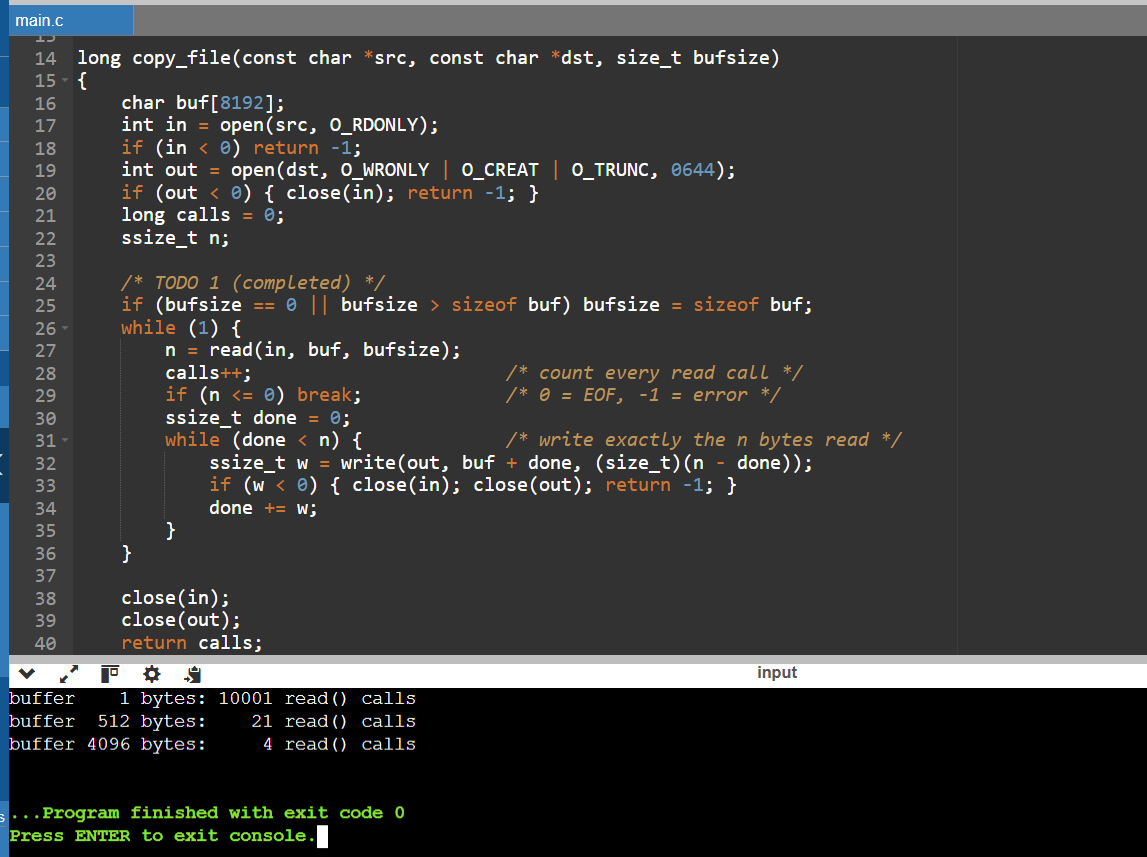 main.c
14 long copy_file(const char *src, const char *dst, size_t bufsize)
15 {
16 char buf[8192];
17 int in = open(src, O_RDONLY);
18 if (in < 0) return -1;
19 int out = open(dst, O_WRONLY | O_CREAT | O_TRUNC, 0644);
20 if (out < 0) { close(in); return -1; }
21 long calls = 0;
22 ssize_t n;
23
24 /* TODO 1 (completed) */
25 if (bufsize == 0 || bufsize > sizeof buf) bufsize = sizeof buf;
26 while (1) {
27 n = read(in, buf, bufsize);
28 calls++; /* count every read call */
29 if (n <= 0) break; /* 0 = EOF, -1 = error */
30 ssize_t done = 0;
31 while (done < n) { /* write exactly the n bytes read */
32 ssize_t w = write(out, buf + done, (size_t)(n - done));
33 if (w < 0) { close(in); close(out); return -1; }
34 done += w;
35 }
36 }
37
38 close(in);
39 close(out);
40 return calls;
input
buffer 1 bytes: 10001 read() calls
buffer 512 bytes: 21 read() calls
buffer 4096 bytes: 4 read() calls
...Program finished with exit code 0
Press ENTER to exit console.